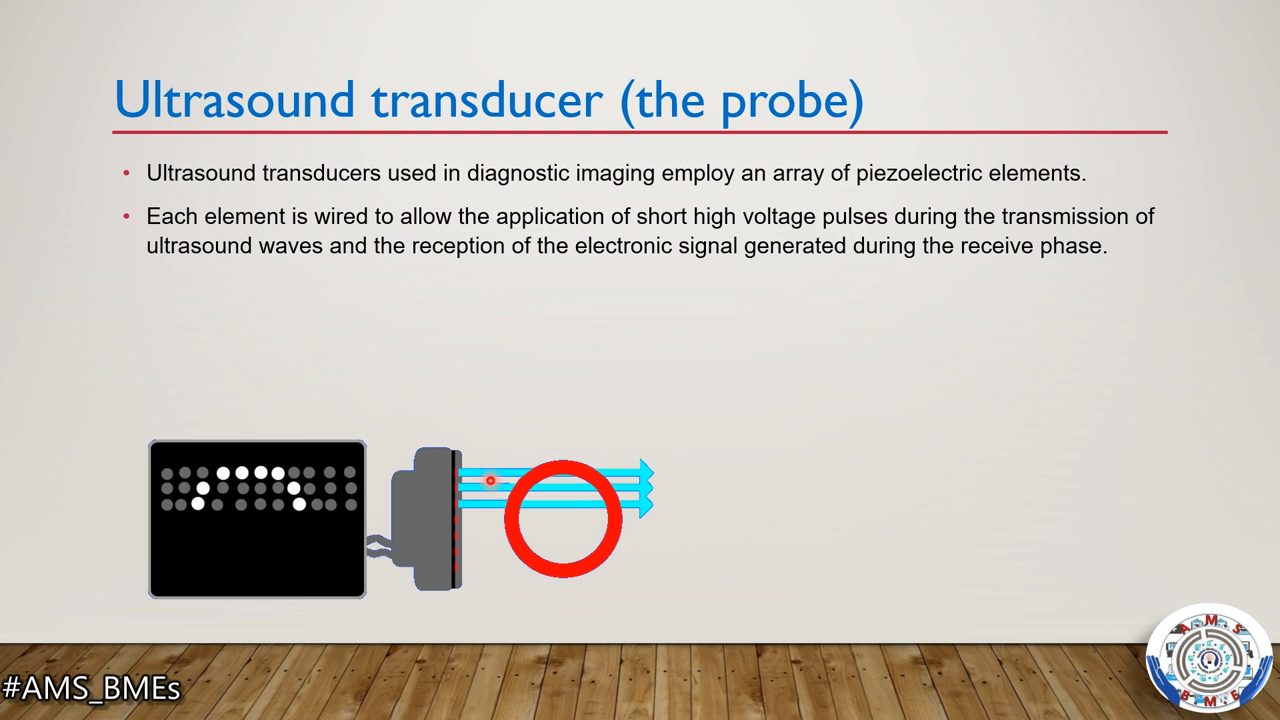 Ultrasound transducer (the probe)
• Ultrasound transducers used in diagnostic imaging employ an array of piezoelectric elements.
• Each element is wired to allow the application of short high voltage pulses during the transmission of
ultrasound waves and the reception of the electronic signal generated during the receive phase.
#AMS_BMEs
A M S
B M E